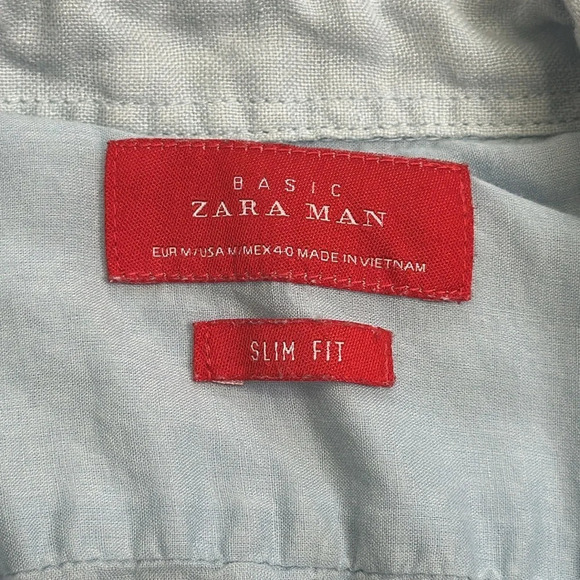 BASIC
ZARA MAN
EUR M/USA M/MEX 40 MADE IN VIETNAM
SLIM FIT